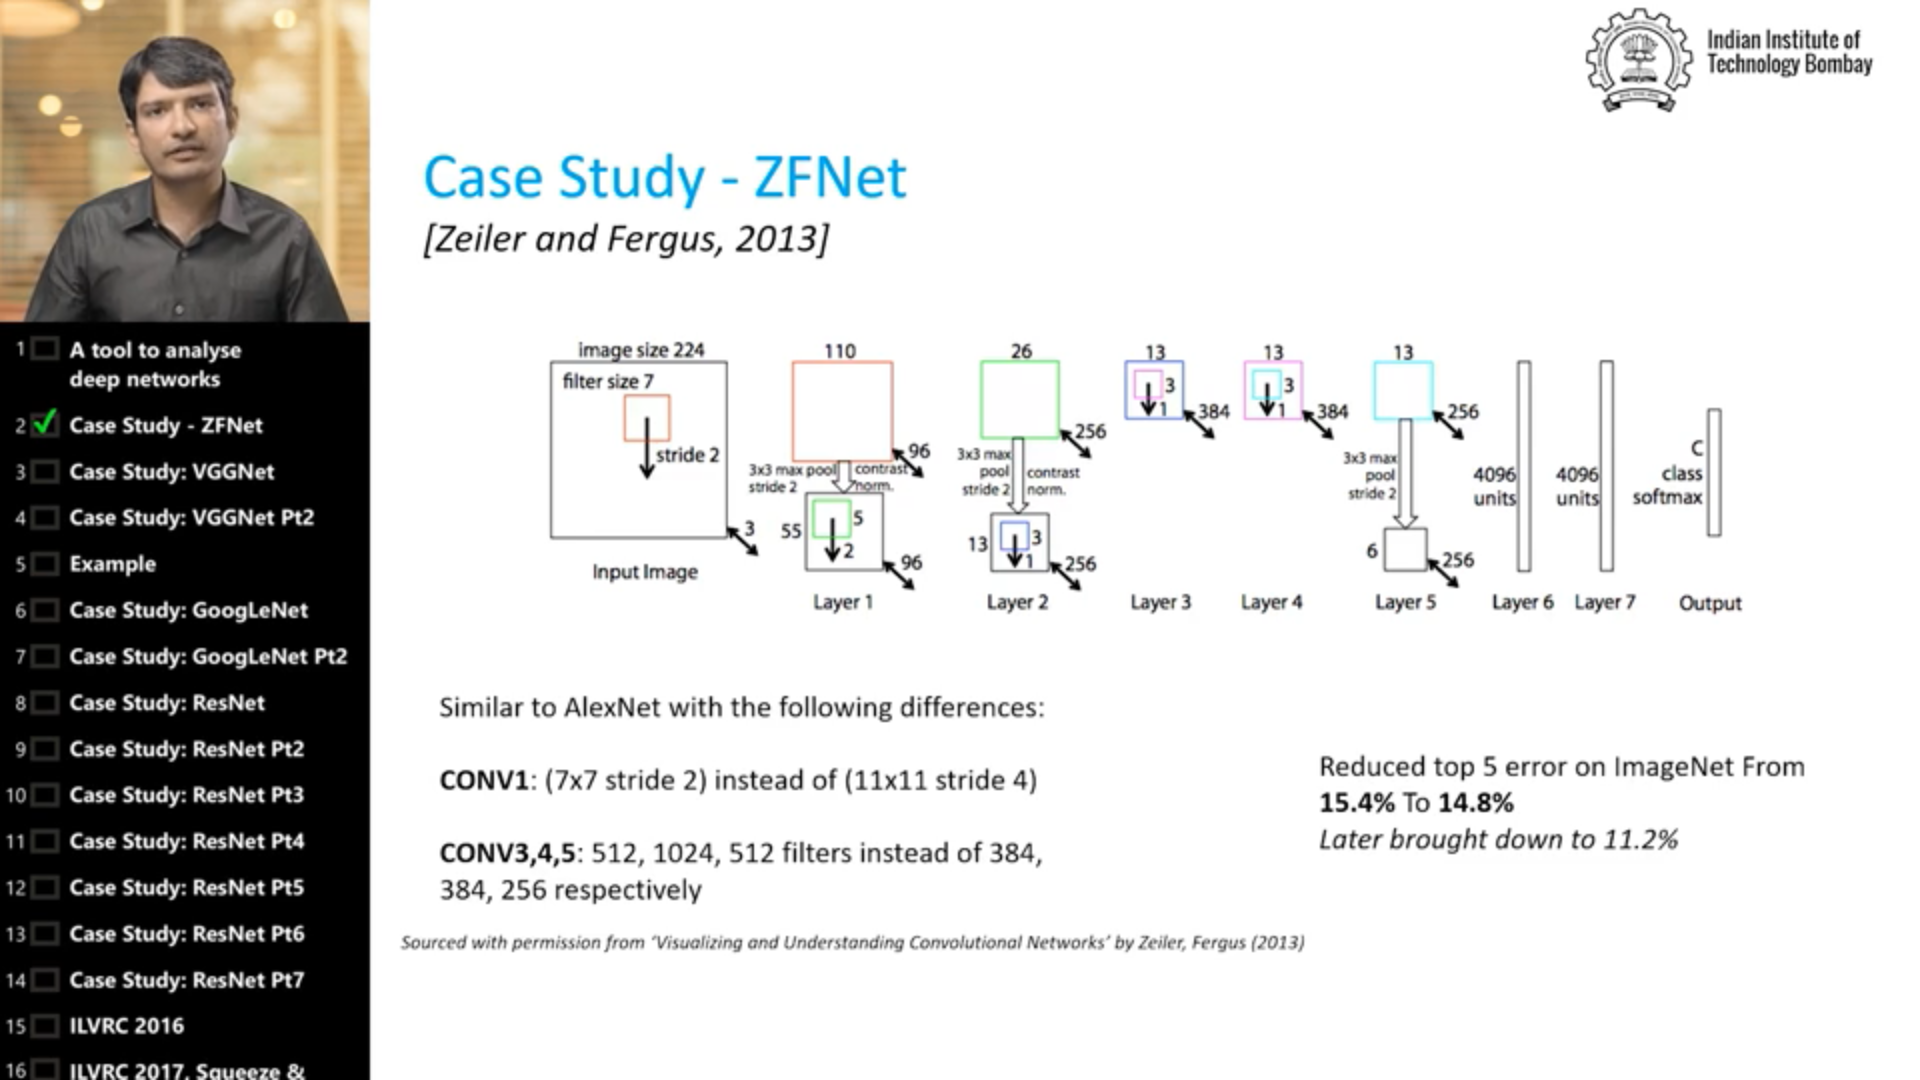 Indian Institute of
Technology Bombay
Case Study - ZFNet
[Zeiler and Fergus, 2013]
1 A tool to analyse
deep networks
2 Case Study - ZFNet
3 Case Study: VGGNet
4 Case Study: VGGNet Pt2
5 Example
6 Case Study: GoogLeNet
7 Case Study: GoogLeNet Pt2
8 Case Study: ResNet
9 Case Study: ResNet Pt2
10 Case Study: ResNet Pt3
11 Case Study: ResNet Pt4
12 Case Study: ResNet Pt5
13 Case Study: ResNet Pt6
14 Case Study: ResNet Pt7
15 ILVRC 2016
16 ILVRC 2017, Squeeze &
image size 224
filter size 7
stride 2
3
Input Image
110
96
3x3 max pool
stride 2
contrast
norm.
55
5
2
96
Layer 1
26
256
3x3 max
pool
stride 2
contrast
norm.
13
3
1
256
Layer 2
13
3
1
384
Layer 3
13
3
1
384
Layer 4
13
256
3x3 max
pool
stride 2
6
256
Layer 5
4096
units
Layer 6
4096
units
Layer 7
C
class
softmax
Output
Similar to AlexNet with the following differences:
CONV1: (7x7 stride 2) instead of (11x11 stride 4)
CONV3,4,5: 512, 1024, 512 filters instead of 384,
384, 256 respectively
Reduced top 5 error on ImageNet From
15.4% To 14.8%
Later brought down to 11.2%
Sourced with permission from ‘Visualizing and Understanding Convolutional Networks’ by Zeiler, Fergus (2013)